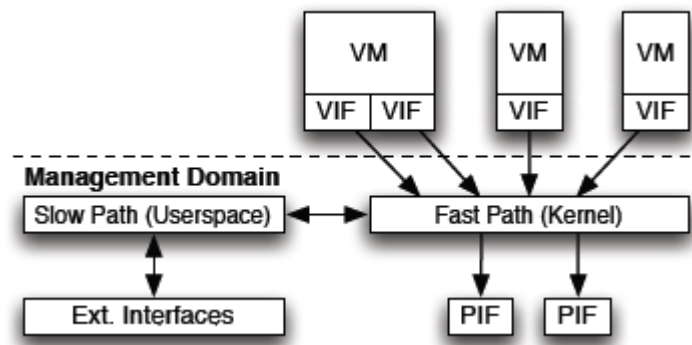 VM VM VM
VIF VIF VIF VIF
Management Domain
Slow Path (Userspace) Fast Path (Kernel)
Ext. Interfaces PIF PIF